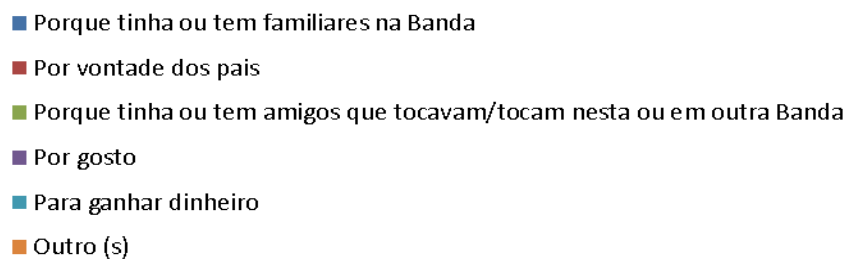 Porque tinha ou tem familiares na Banda
Por vontade dos pais
Porque tinha ou tem amigos que tocavam/tocam nesta ou em outra Banda
Por gosto
Para ganhar dinheiro
Outro (s)